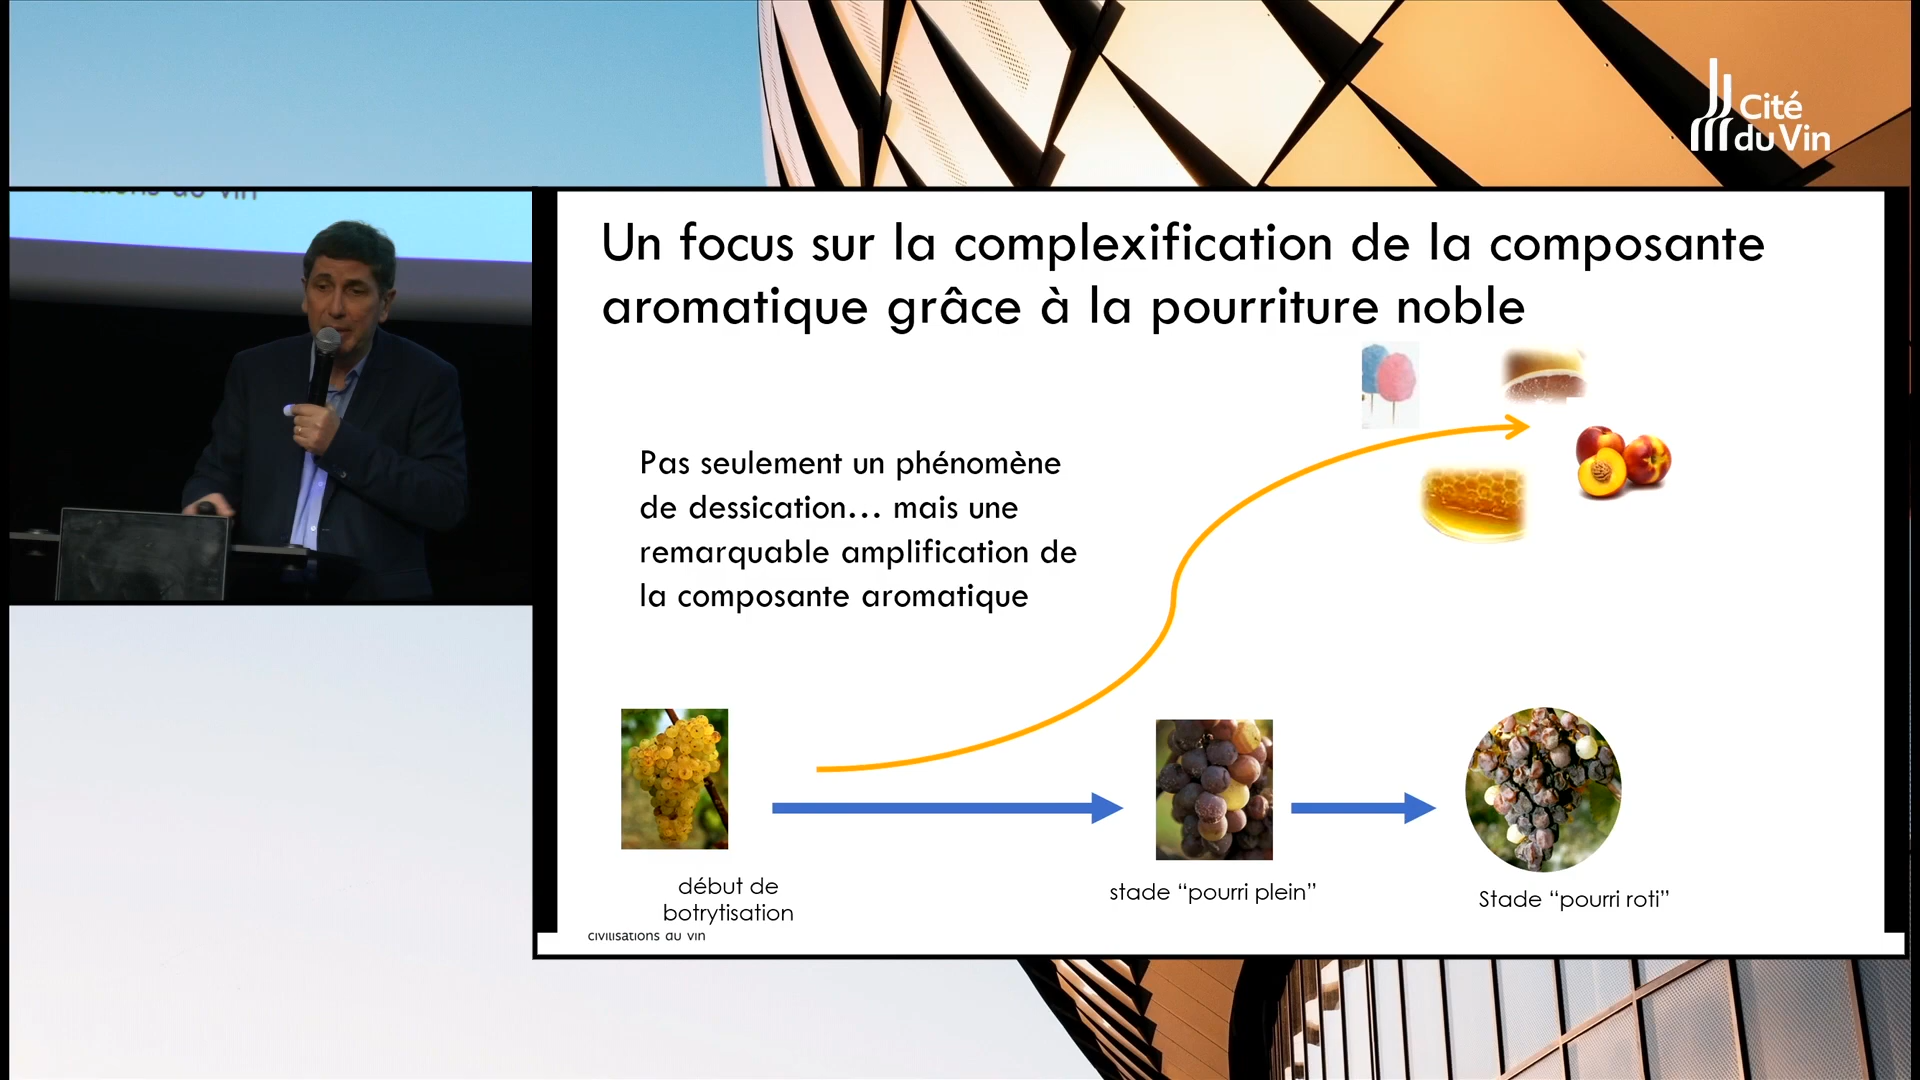 Cité
du Vin
Un focus sur la complexification de la composante
aromatique grâce à la pourriture noble
Pas seulement un phénomène
de dessication… mais une
remarquable amplification de
la composante aromatique
début de
botrytisation
stade “pourri plein”
Stade “pourri roti”
civilisations du vin